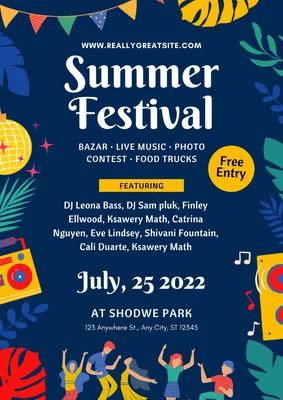 WWW.REALLYGREATSITE.COM
Summer
Festival
BAZAR • LIVE MUSIC • PHOTO
CONTEST • FOOD TRUCKS
Free
Entry
FEATURING
DJ Leona Bass, DJ Sam pluk, Finley
Ellwood, Ksawery Math, Catrina
Nguyen, Eve Lindsey, Shivani Fountain,
Cali Duarte, Ksawery Math
July, 25 2022
AT SHODWE PARK
123 Anywhere St., Any City, ST 12345